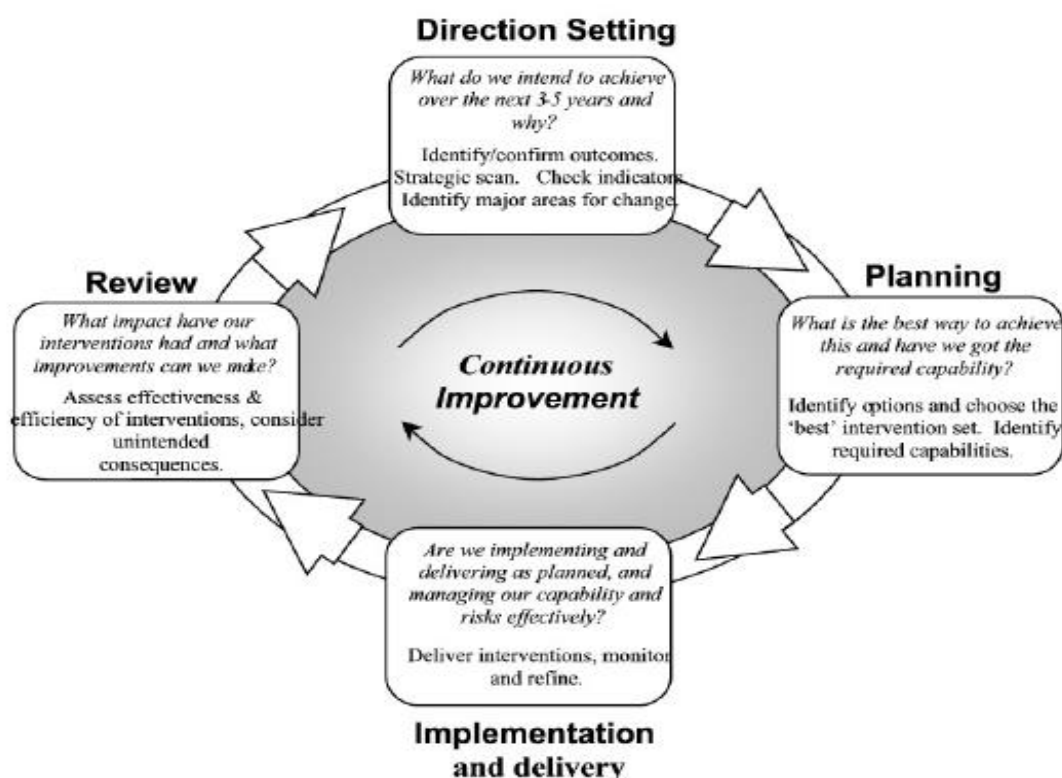 Direction Setting
What do we intend to achieve
over the next 3-5 years and
why?
Identify/confirm outcomes.
Strategic scan. Check indicators
Identify major areas for change.
Review
What impact have our
interventions had and what
improvements can we make?
Assess effectiveness &
efficiency of interventions, consider
unintended
consequences.
Continuous
Improvement
Planning
What is the best way to achieve
this and have we got the
required capability?
Identify options and choose the
‘best’ intervention set. Identify
required capabilities.
Are we implementing and
delivering as planned, and
managing our capability and
risks effectively?
Deliver interventions, monitor
and refine.
Implementation
and delivery